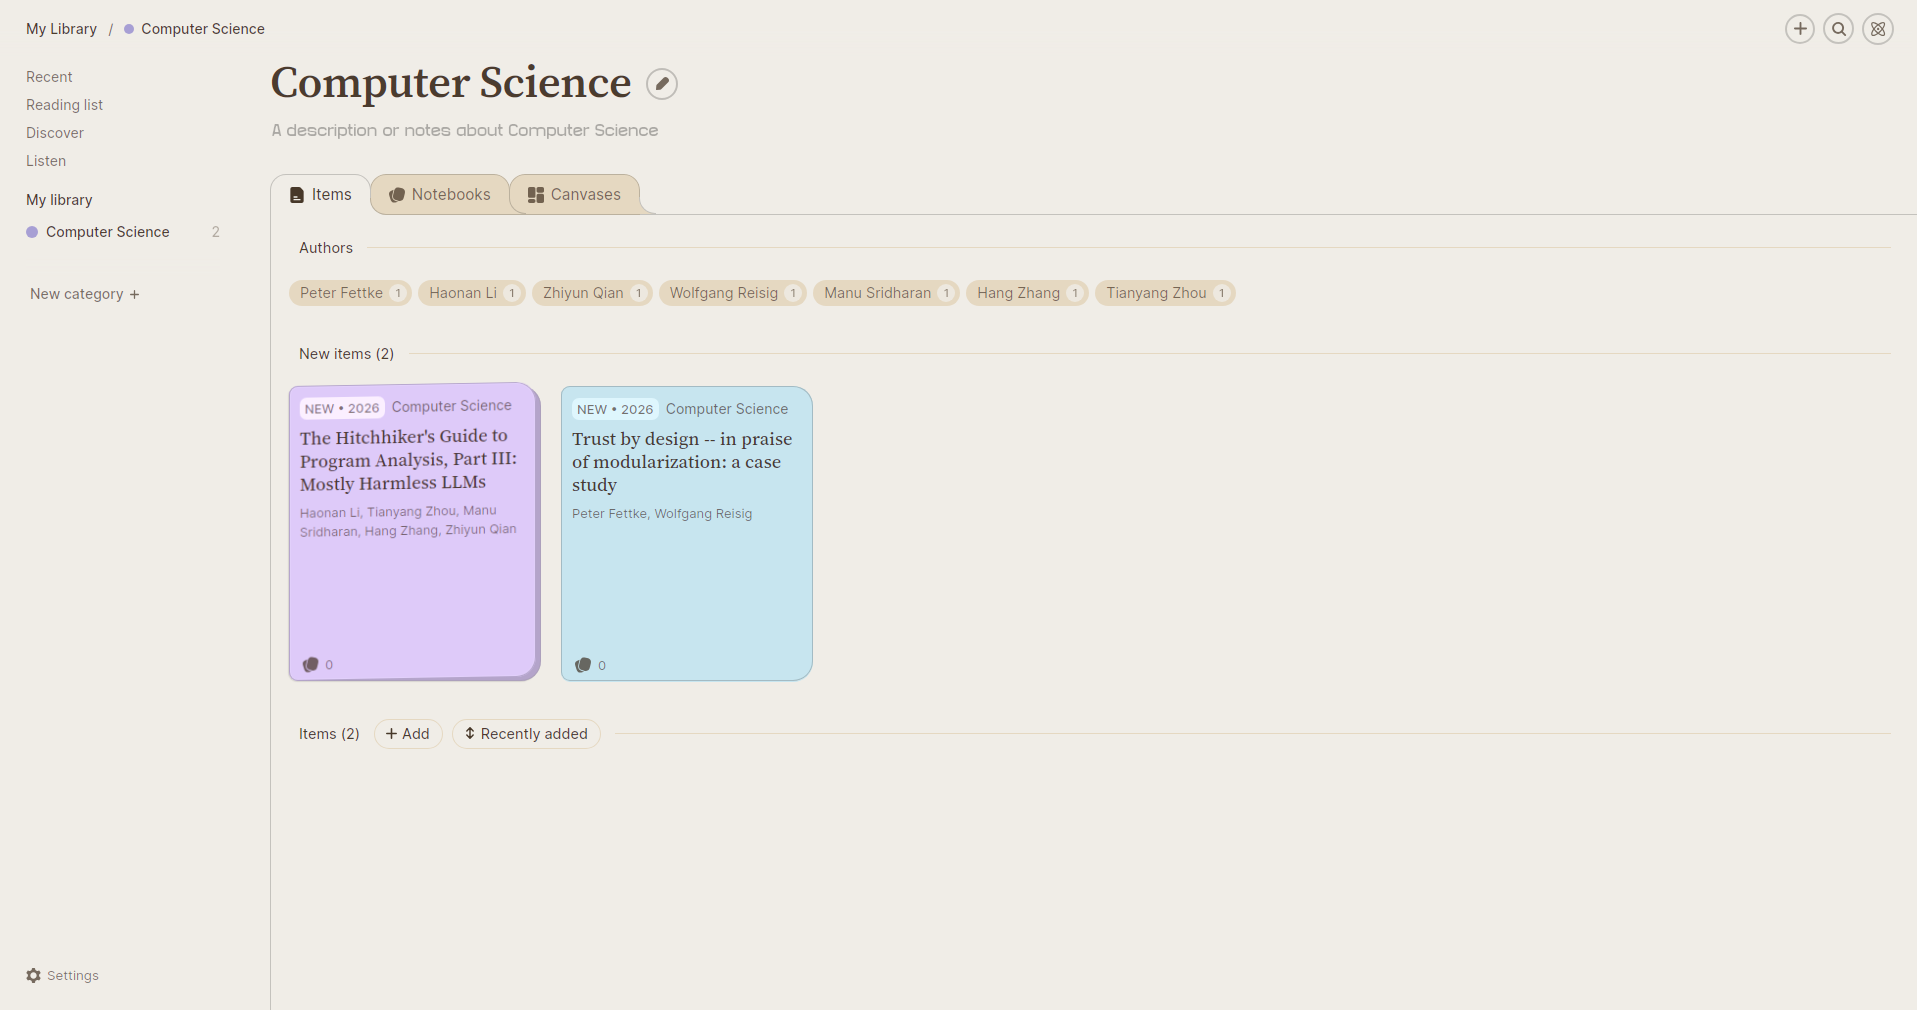 My Library / Computer Science
Recent
Reading list
Discover
Listen
My library
Computer Science 2
New category +
Settings
Computer Science
A description or notes about Computer Science
Items Notebooks Canvases
Authors
Peter Fettke 1 Haonan Li 1 Zhiyun Qian 1 Wolfgang Reisig 1 Manu Sridharan 1 Hang Zhang 1 Tianyang Zhou 1
New items (2)
NEW • 2026 Computer Science
The Hitchhiker's Guide to
Program Analysis, Part III:
Mostly Harmless LLMs
Haonan Li, Tianyang Zhou, Manu
Sridharan, Hang Zhang, Zhiyun Qian
0
NEW • 2026 Computer Science
Trust by design -- in praise
of modularization: a case
study
Peter Fettke, Wolfgang Reisig
0
Items (2) + Add Recently added